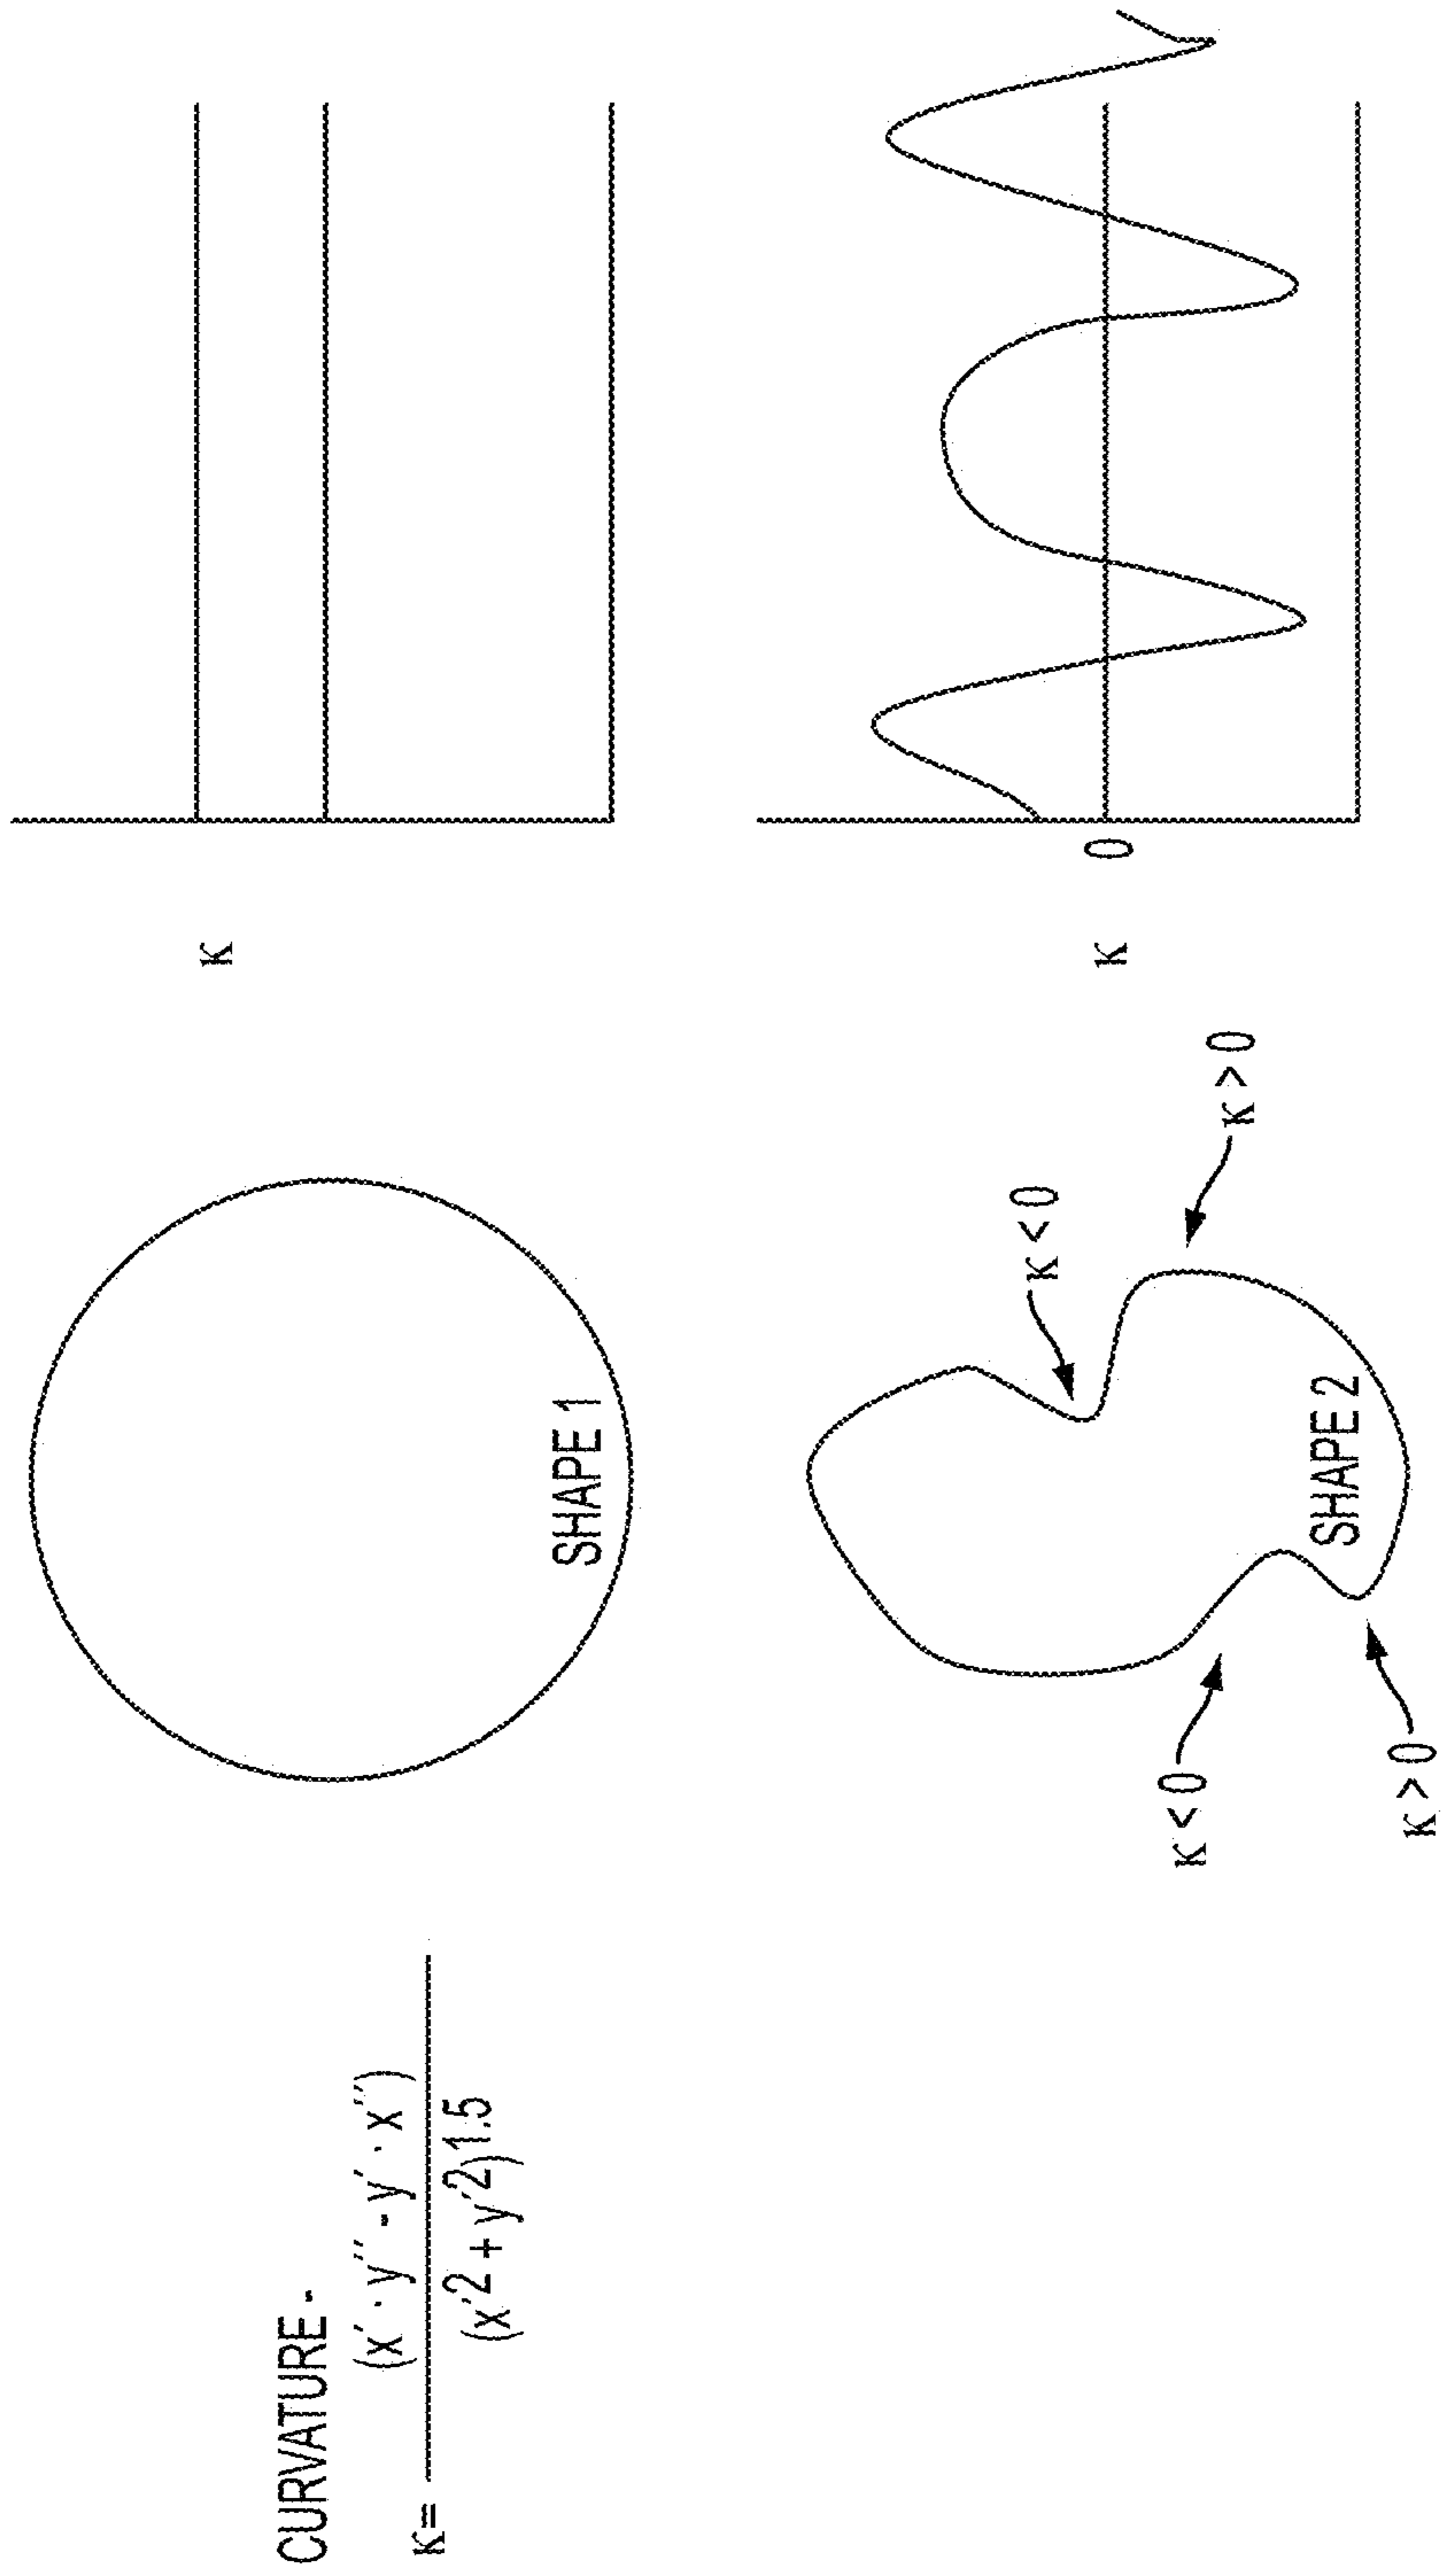 CURVATURE -
κ= (x′ · y″ - y′ · x″)
(x′2 + y′2)1.5
SHAPE 1
κ
κ<0
κ>0
SHAPE 2
κ<0
κ>0
κ
0